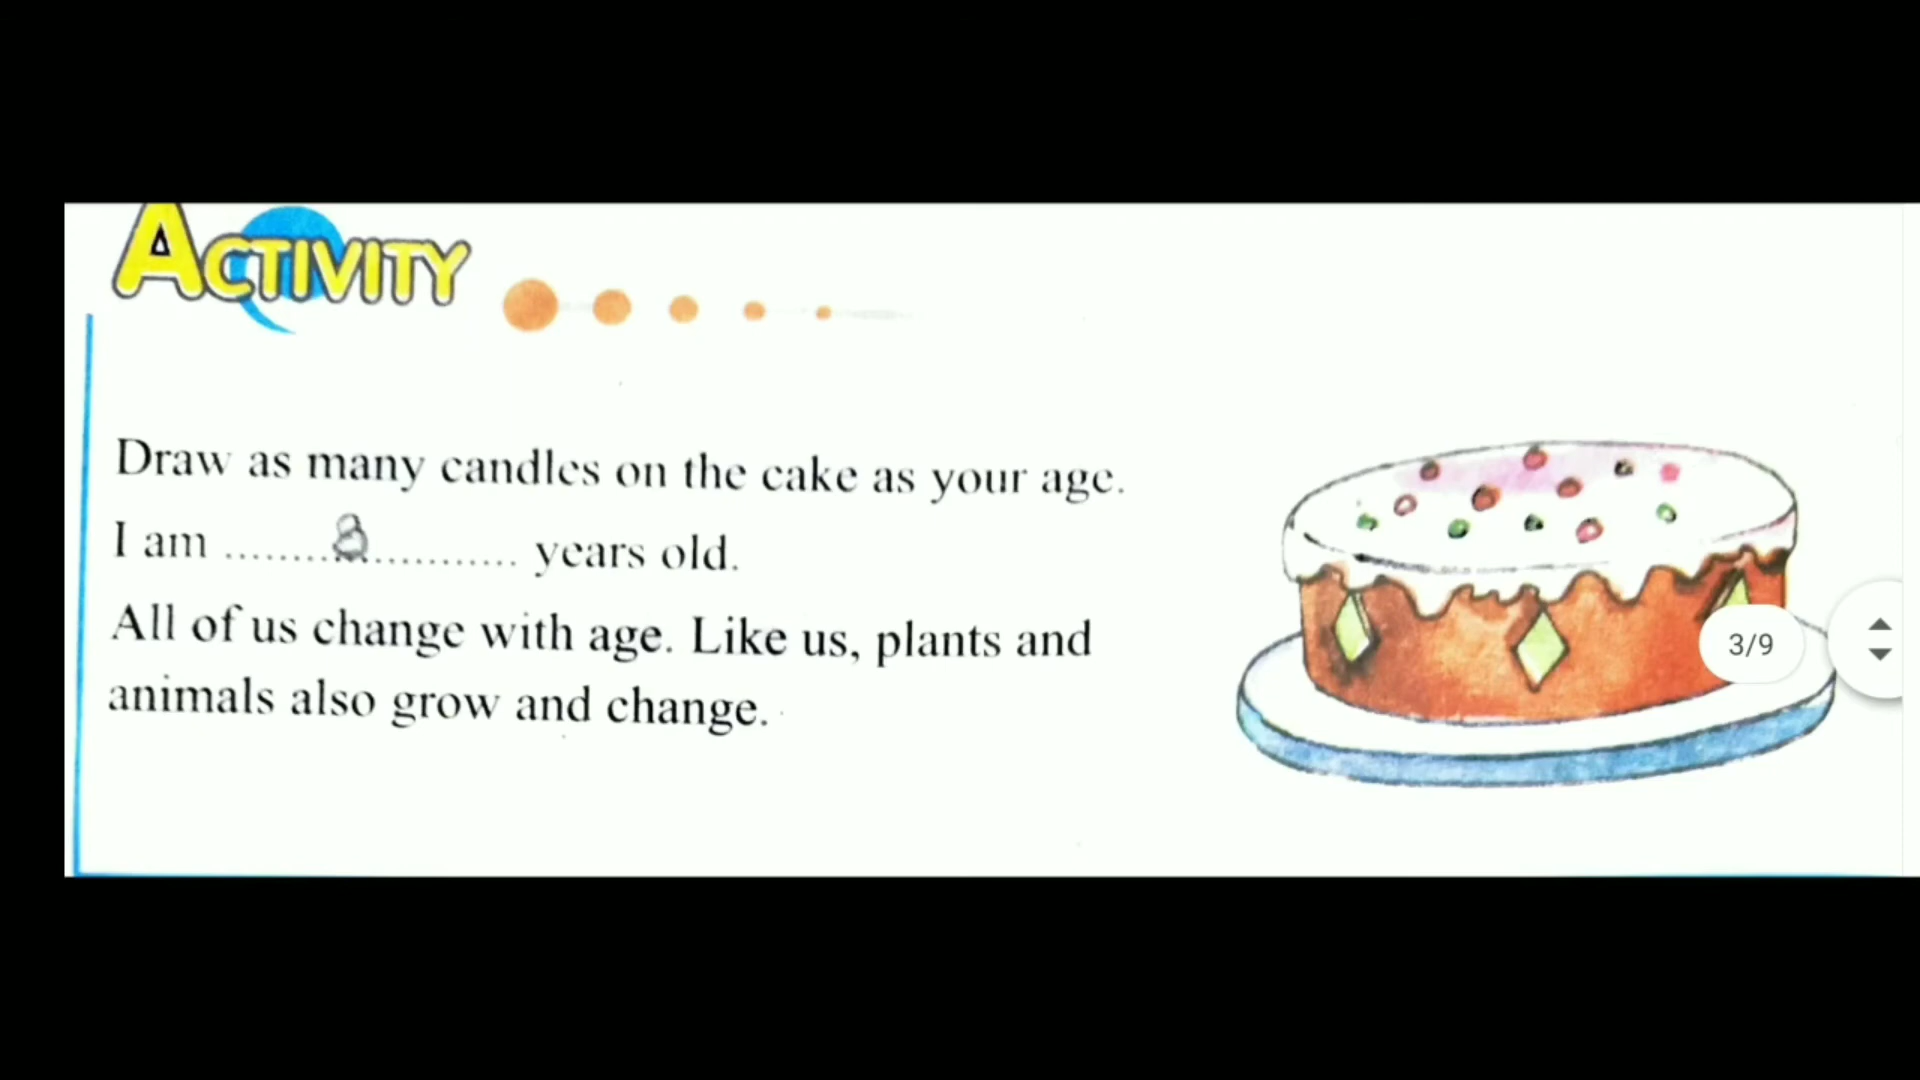 ACTIVITY
Draw as many candles on the cake as your age.
I am ........8............ years old.
All of us change with age. Like us, plants and
animals also grow and change.
3/9